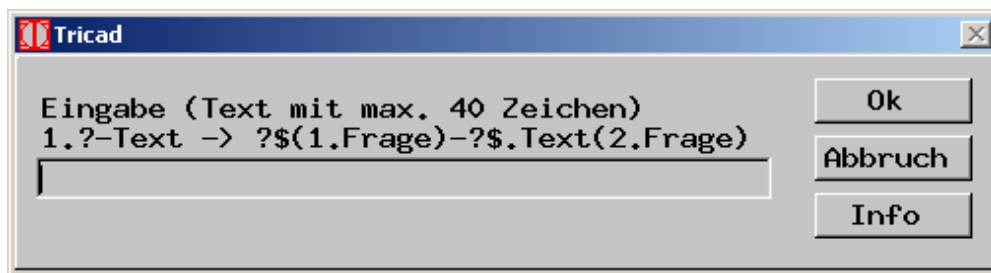 Tricad
Eingabe (Text mit max. 40 Zeichen)
1.?-Text -> ?$(1.Frage)-?$.Text(2.Frage)
Ok
Abbruch
Info